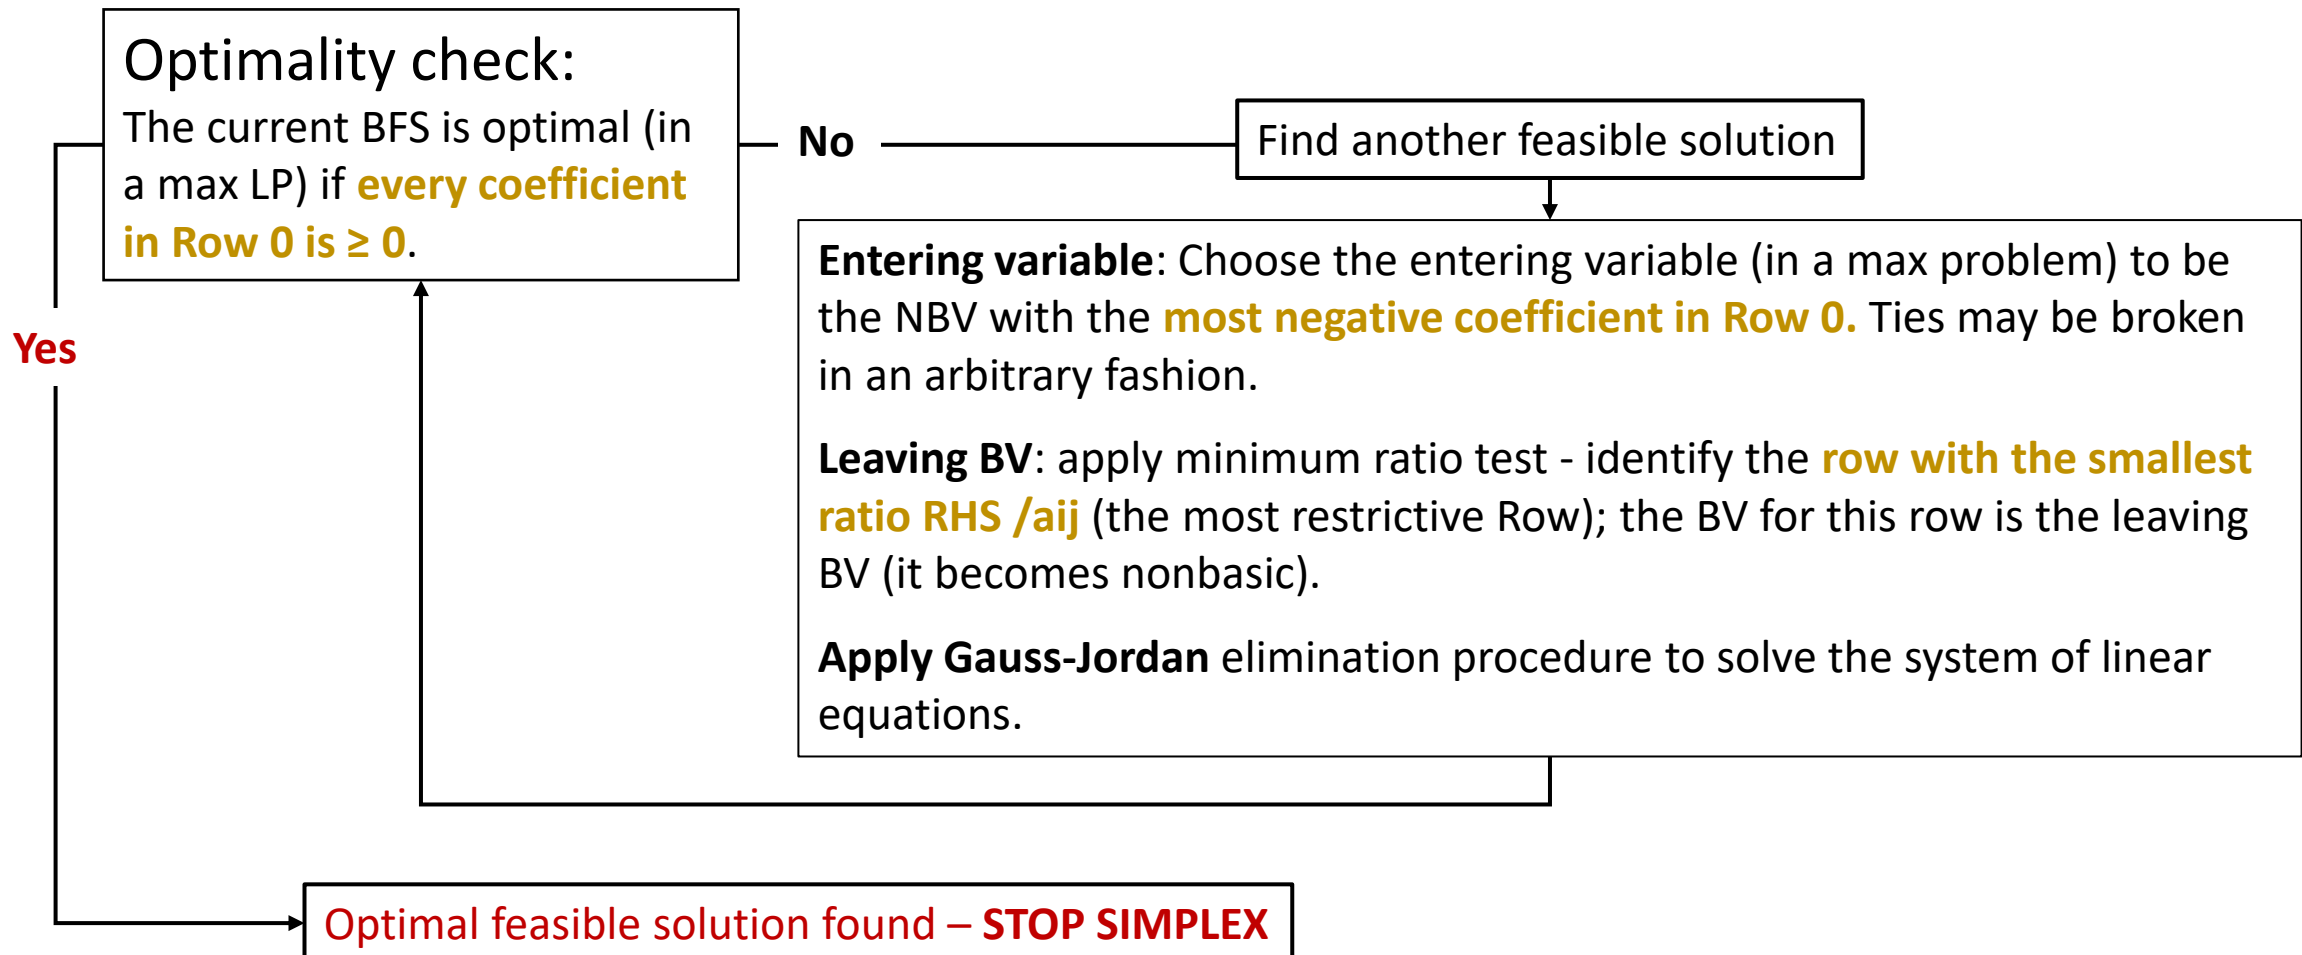 Optimality check:
The current BFS is optimal (in
a max LP) if every coefficient
in Row 0 is ≥ 0.
No
Find another feasible solution
Entering variable: Choose the entering variable (in a max problem) to be
the NBV with the most negative coefficient in Row 0. Ties may be broken
in an arbitrary fashion.
Leaving BV: apply minimum ratio test - identify the row with the smallest
ratio RHS /aij (the most restrictive Row); the BV for this row is the leaving
BV (it becomes nonbasic).
Apply Gauss-Jordan elimination procedure to solve the system of linear
equations.
Yes
Optimal feasible solution found – STOP SIMPLEX